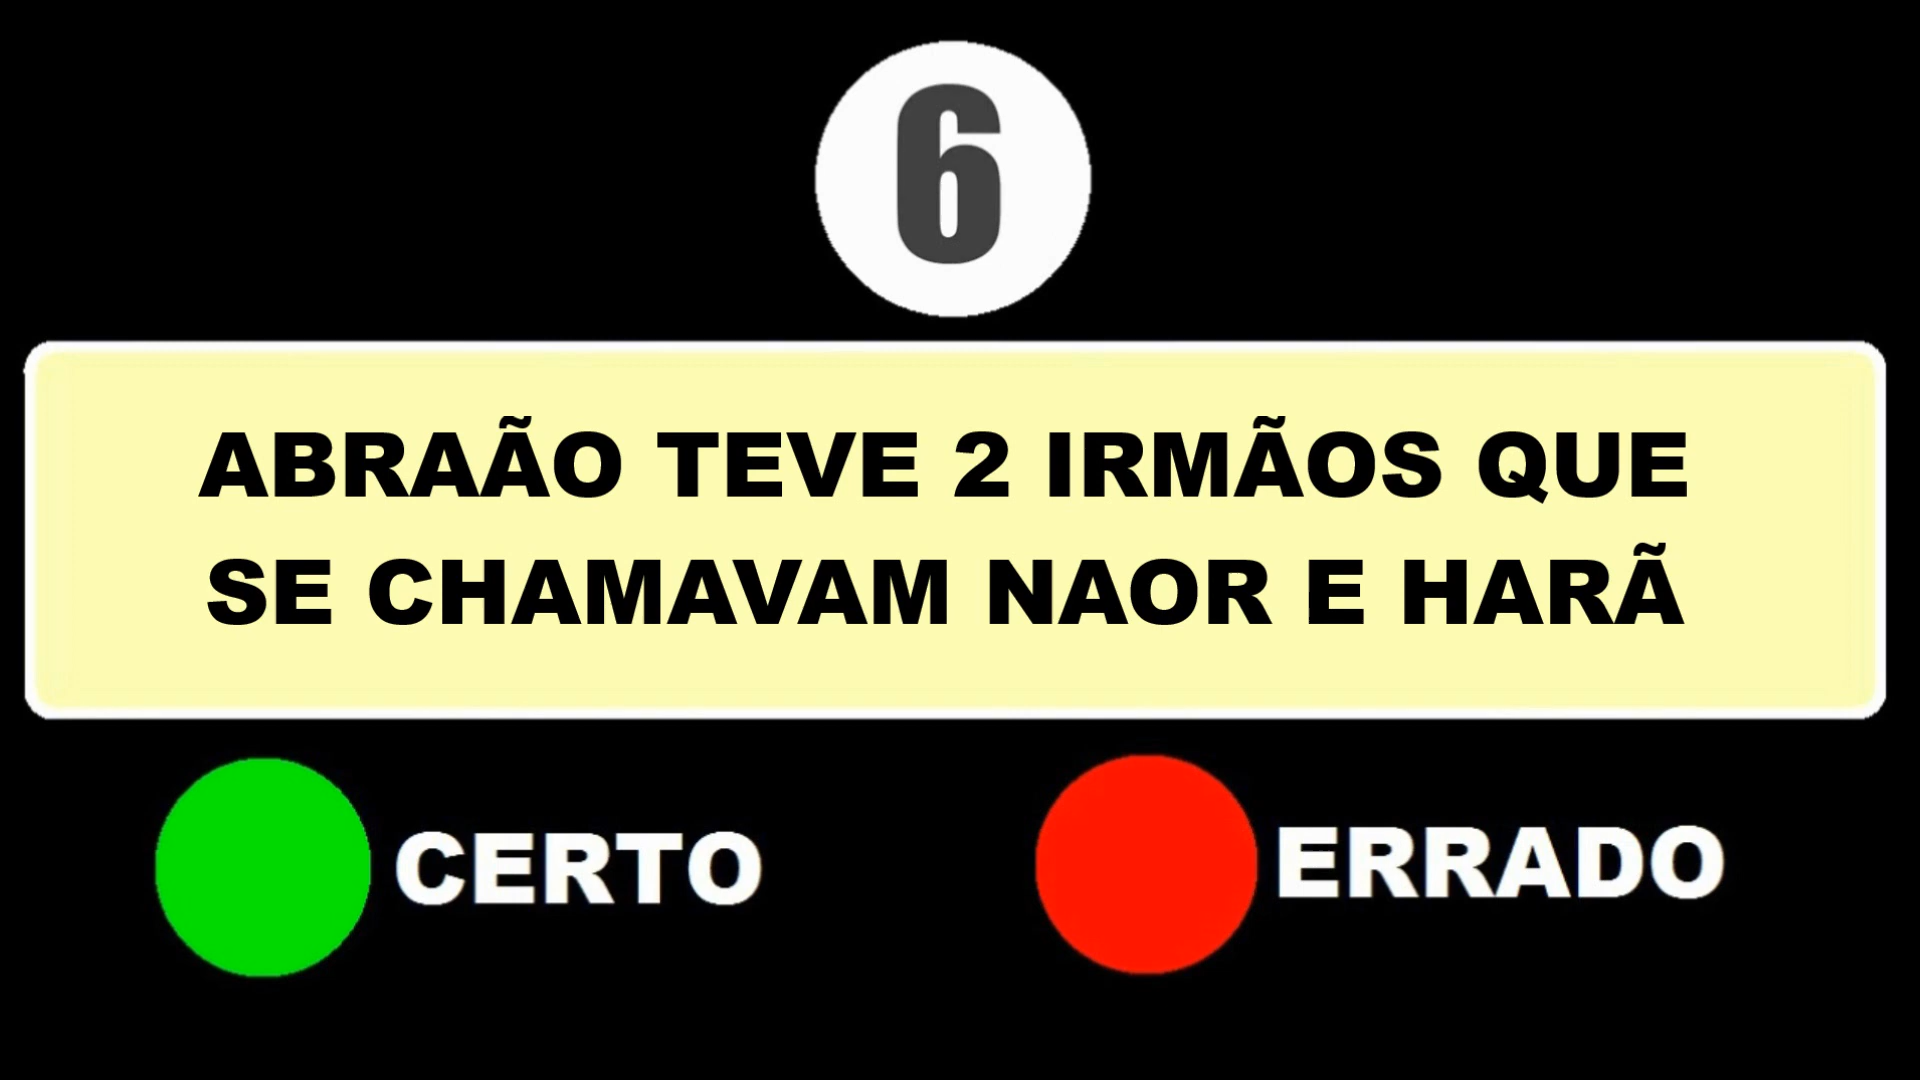 6
ABRAÃO TEVE 2 IRMÃOS QUE
SE CHAMAVAM NAOR E HARÃ
CERTO
ERRADO